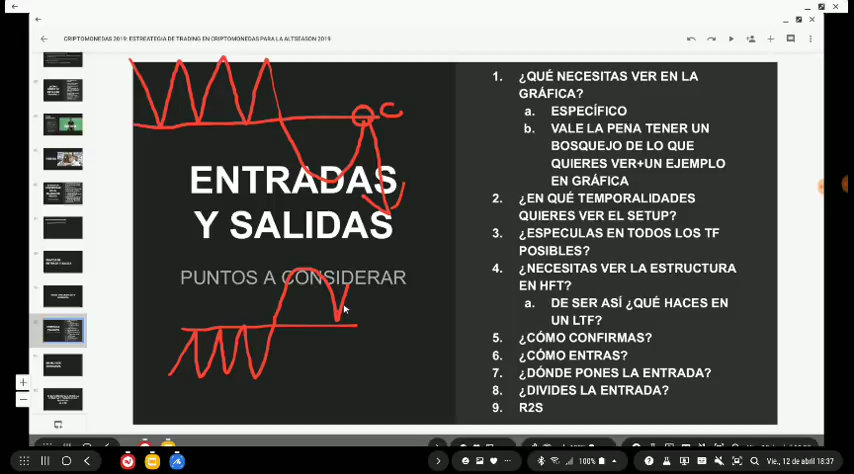 CRIPTOMONEDAS 2019: ESTREATEGIA DE TRADING EN CRIPTOMONEDAS PARA LA ALTSEASON 2019
C
ENTRADAS
Y SALIDAS
PUNTOS A CONSIDERAR
1. ¿QUÉ NECESITAS VER EN LA
GRÁFICA?
a. ESPECÍFICO
b. VALE LA PENA TENER UN
BOSQUEJO DE LO QUE
QUIERES VER+UN EJEMPLO
EN GRÁFICA
2. ¿EN QUÉ TEMPORALIDADES
QUIERES VER EL SETUP?
3. ¿ESPECULAS EN TODOS LOS TF
POSIBLES?
4. ¿NECESITAS VER LA ESTRUCTURA
EN HFT?
a. DE SER ASÍ ¿QUÉ HACES EN
UN LTF?
5. ¿CÓMO CONFIRMAS?
6. ¿CÓMO ENTRAS?
7. ¿DÓNDE PONES LA ENTRADA?
8. ¿DIVIDES LA ENTRADA?
9. R2S
100%
Vie., 12 de abril 18:37